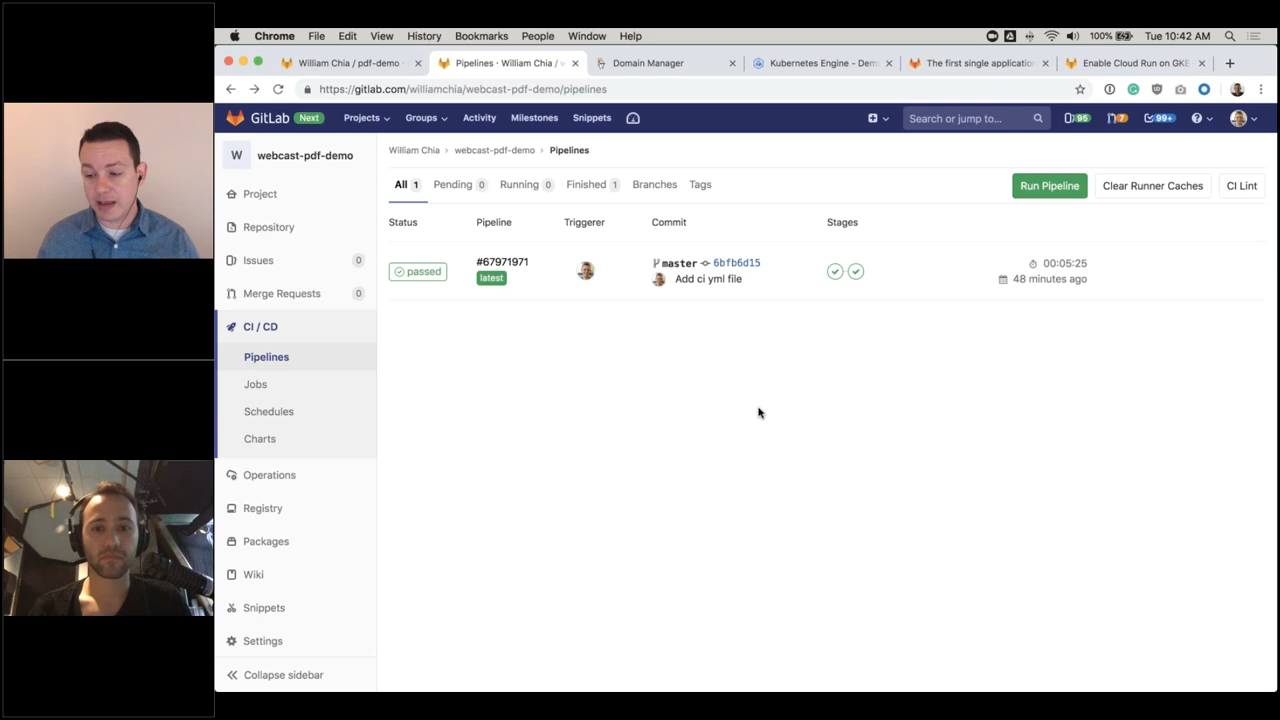 Chrome File Edit View History Bookmarks People Window Help 100% Tue 10:42 AM
William Chia / pdf-demo · Pipelines · William Chia / w Domain Manager Kubernetes Engine - Dem The first single applicatio Enable Cloud Run on GKE
https://gitlab.com/williamchia/webcast-pdf-demo/pipelines
GitLab Next Projects Groups Activity Milestones Snippets Search or jump to... 95 7 99+
W webcast-pdf-demo
Project
Repository
Issues 0
Merge Requests 0
CI / CD
Pipelines
Jobs
Schedules
Charts
Operations
Registry
Packages
Wiki
Snippets
Settings
Collapse sidebar
William Chia › webcast-pdf-demo › Pipelines
All 1 Pending 0 Running 0 Finished 1 Branches Tags Run Pipeline Clear Runner Caches CI Lint
Status Pipeline Triggerer Commit Stages
passed #67971971 master 6bfb6d15 00:05:25
latest Add ci yml file 48 minutes ago